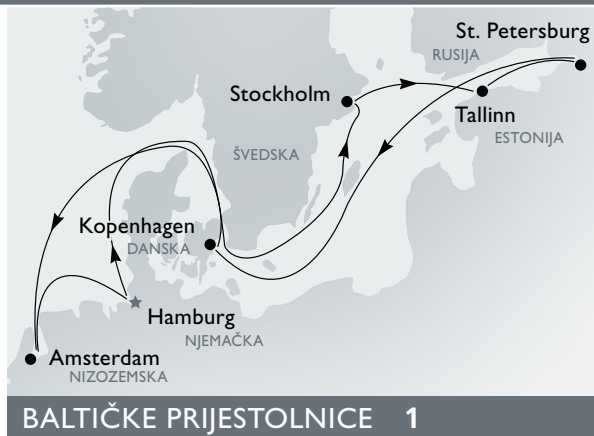 St. Petersburg
RUSIJA
Stockholm
Tallinn
ESTONIJA
ŠVEDSKA
Kopenhagen
DANSKA
Hamburg
NJEMAČKA
Amsterdam
NIZOZEMSKA
BALTIČKE PRIJESTOLNICE 1